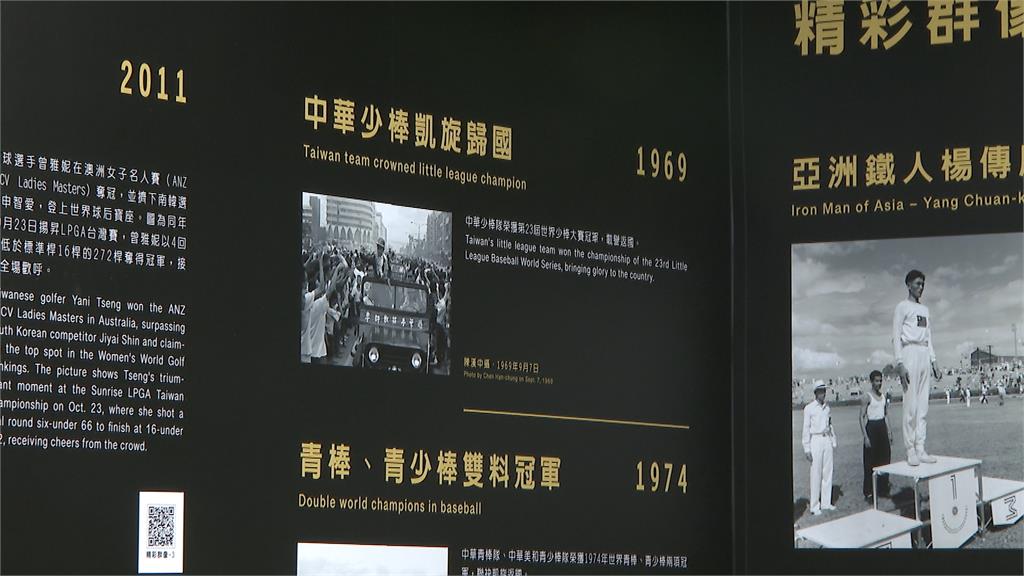 2011
球選手曾雅妮在澳洲女子名人賽（ANZ
CV Ladies Masters）奪冠，並擠下南韓選
申智愛，登上世界球后寶座。圖為同年
月23日揚昇LPGA台灣賽，曾雅妮以4回
低於標準桿16桿的272桿奪得冠軍，接
全場歡呼。
iwanese golfer Yani Tseng won the ANZ
CV Ladies Masters in Australia, surpassing
uth Korean competitor Jiyai Shin and claim-
the top spot in the Women's World Golf
nkings. The picture shows Tseng's trium-
ant moment at the Sunrise LPGA Taiwan
ampionship on Oct. 23, where she shot a
l round six-under 66 to finish at 16-under
2, receiving cheers from the crowd.
精彩群像-3
中華少棒凱旋歸國
1969
Taiwan team crowned little league champion
中華少棒隊榮獲第23屆世界少棒大賽冠軍，載譽返國。
Taiwan's little league team won the championship of the 23rd Little
League Baseball World Series, bringing glory to the country.
陳漢中攝，1969年9月7日
Photo by Chen Han-chung on Sept. 7, 1969
青棒、青少棒雙料冠軍
1974
Double world champions in baseball
中華青棒隊、中華美和青少棒隊榮獲1974年世界青棒、青少棒兩項冠
軍，聯袂凱旋返國。
精彩群像
亞洲鐵人楊傳
Iron Man of Asia – Yang Chuan-k
1
3